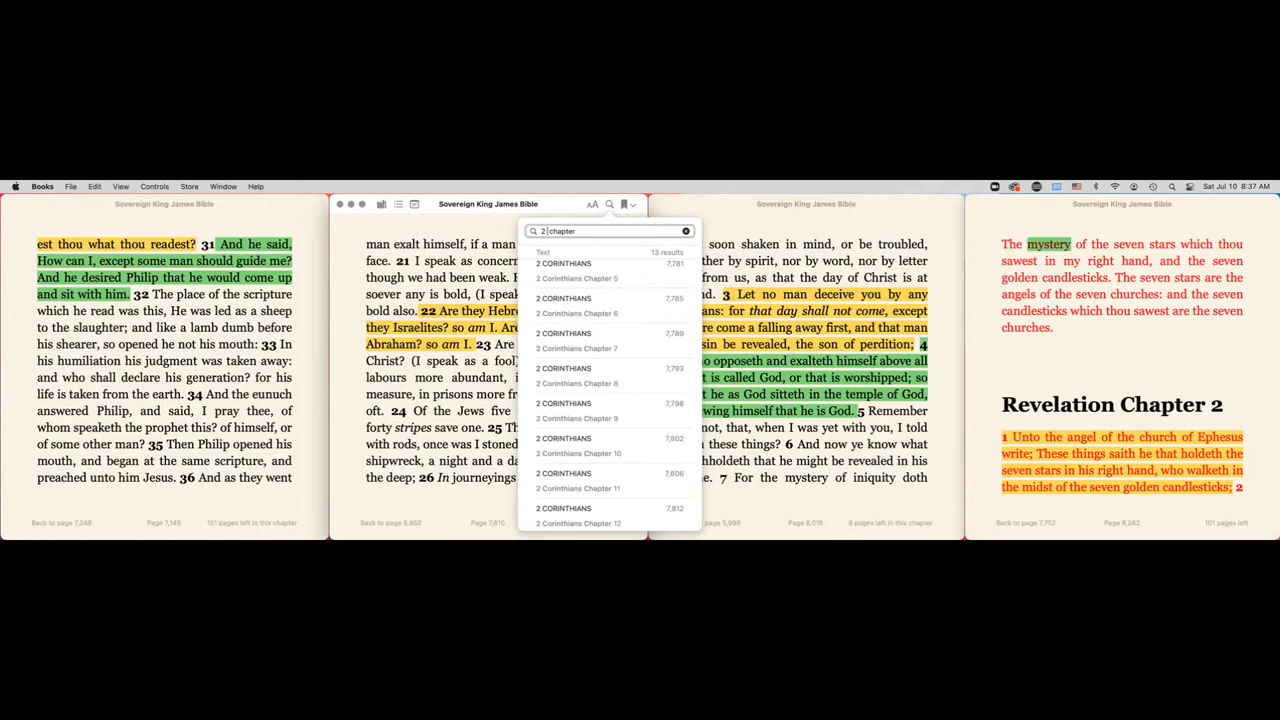 Books File Edit View Controls Store Window Help Sat Jul 10 8:37 AM
Sovereign King James Bible
est thou what thou readest? 31 And he said,
How can I, except some man should guide me?
And he desired Philip that he would come up
and sit with him. 32 The place of the scripture
which he read was this, He was led as a sheep
to the slaughter; and like a lamb dumb before
his shearer, so opened he not his mouth: 33 In
his humiliation his judgment was taken away:
and who shall declare his generation? for his
life is taken from the earth. 34 And the eunuch
answered Philip, and said, I pray thee, of
whom speaketh the prophet this? of himself, or
of some other man? 35 Then Philip opened his
mouth, and began at the same scripture, and
preached unto him Jesus. 36 And as they went
Back to page 7,248 Page 7,145 151 pages left in this chapter
Sovereign King James Bible
man exalt himself, if a man
face. 21 I speak as concern
though we had been weak.
soever any is bold, (I speak
bold also. 22 Are they Hebre
they Israelites? so am I. Are
Abraham? so am I. 23 Are
Christ? (I speak as a fool)
labours more abundant, i
measure, in prisons more fr
oft. 24 Of the Jews five
forty stripes save one. 25
with rods, once was I stoned
shipwreck, a night and a da
the deep; 26 In journeyings
Back to page 5,950 Page 7,810
2 chapter
Text 13 results
2 CORINTHIANS 7,781
2 Corinthians Chapter 5
2 CORINTHIANS 7,785
2 Corinthians Chapter 6
2 CORINTHIANS 7,789
2 Corinthians Chapter 7
2 CORINTHIANS 7,793
2 Corinthians Chapter 8
2 CORINTHIANS 7,798
2 Corinthians Chapter 9
2 CORINTHIANS 7,802
2 Corinthians Chapter 10
2 CORINTHIANS 7,806
2 Corinthians Chapter 11
2 CORINTHIANS 7,812
2 Corinthians Chapter 12
Sovereign King James Bible
soon shaken in mind, or be troubled,
ther by spirit, nor by word, nor by letter
from us, as that the day of Christ is at
d. 3 Let no man deceive you by any
ans: for that day shall not come, except
re come a falling away first, and that man
sin be revealed, the son of perdition; 4
o opposeth and exalteth himself above all
t is called God, or that is worshipped; so
t he as God sitteth in the temple of God,
wing himself that he is God. 5 Remember
not, that, when I was yet with you, I told
these things? 6 And now ye know what
hholdeth that he might be revealed in his
e. 7 For the mystery of iniquity doth
page 5,998 Page 8,016 6 pages left in this chapter
Sovereign King James Bible
The mystery of the seven stars which thou
sawest in my right hand, and the seven
golden candlesticks. The seven stars are the
angels of the seven churches: and the seven
candlesticks which thou sawest are the seven
churches.
Revelation Chapter 2
1 Unto the angel of the church of Ephesus
write; These things saith he that holdeth the
seven stars in his right hand, who walketh in
the midst of the seven golden candlesticks; 2
Back to page 7,752 Page 8,282 101 pages left